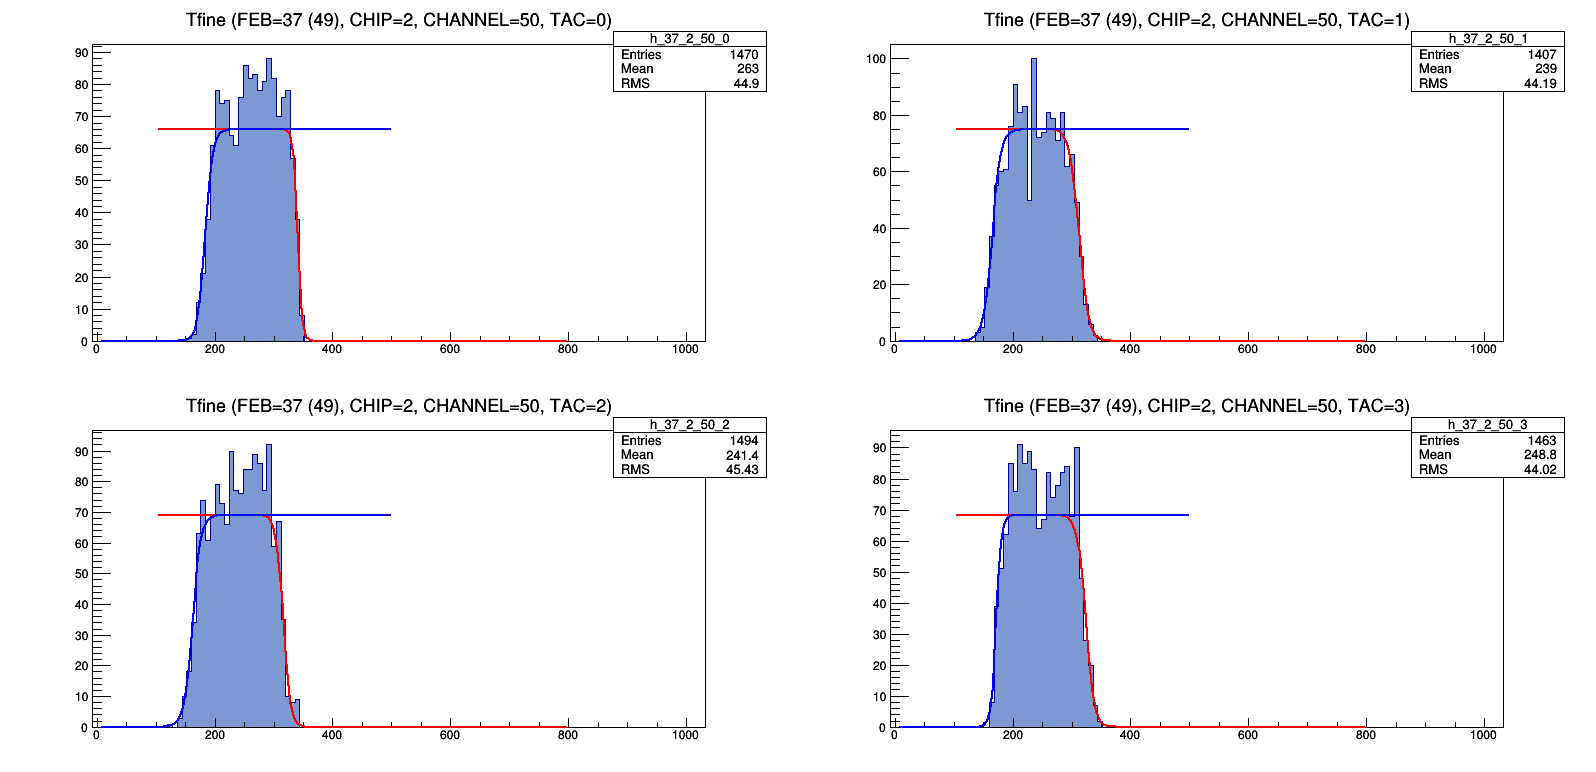 Tfine (FEB=37 (49), CHIP=2, CHANNEL=50, TAC=0)
h_37_2_50_0
Entries 1470
Mean 263
RMS 44.9
90
80
70
60
50
40
30
20
10
0
0 200 400 600 800 1000
Tfine (FEB=37 (49), CHIP=2, CHANNEL=50, TAC=1)
h_37_2_50_1
Entries 1407
Mean 239
RMS 44.19
100
80
60
40
20
0
0 200 400 600 800 1000
Tfine (FEB=37 (49), CHIP=2, CHANNEL=50, TAC=2)
h_37_2_50_2
Entries 1494
Mean 241.4
RMS 45.43
90
80
70
60
50
40
30
20
10
0
0 200 400 600 800 1000
Tfine (FEB=37 (49), CHIP=2, CHANNEL=50, TAC=3)
h_37_2_50_3
Entries 1463
Mean 248.8
RMS 44.02
90
80
70
60
50
40
30
20
10
0
0 200 400 600 800 1000